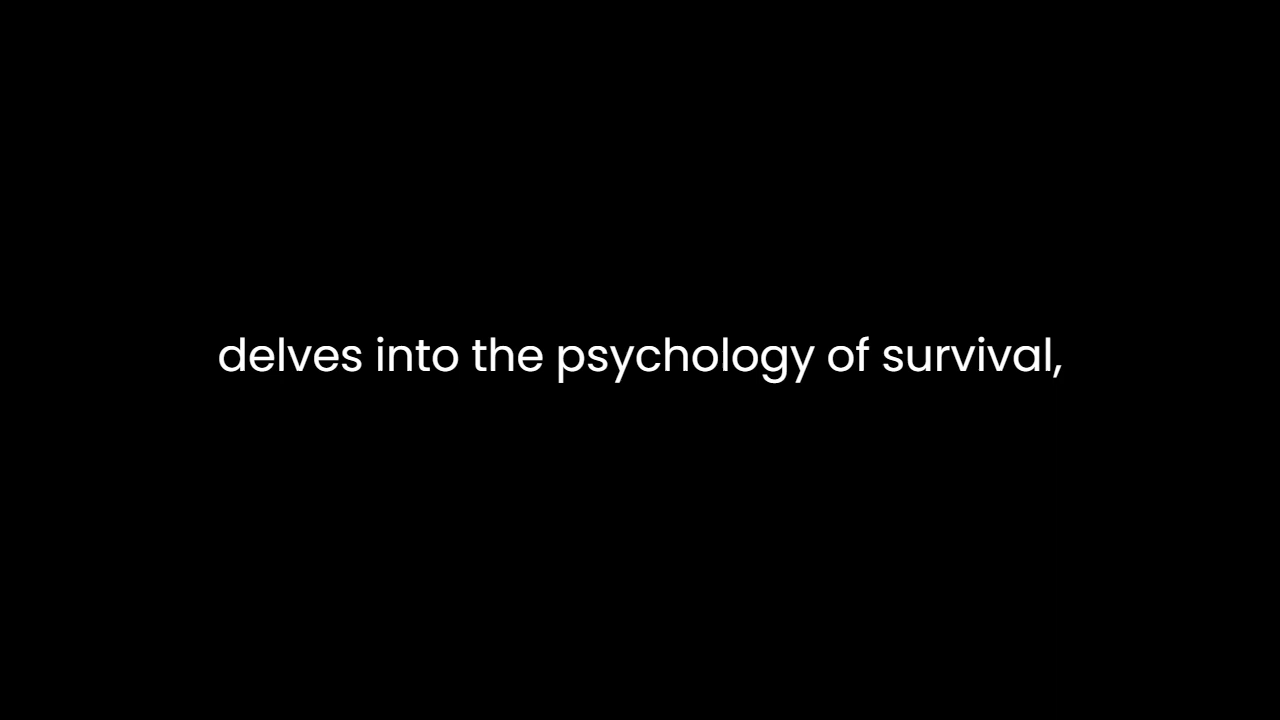 delves into the psychology of survival,